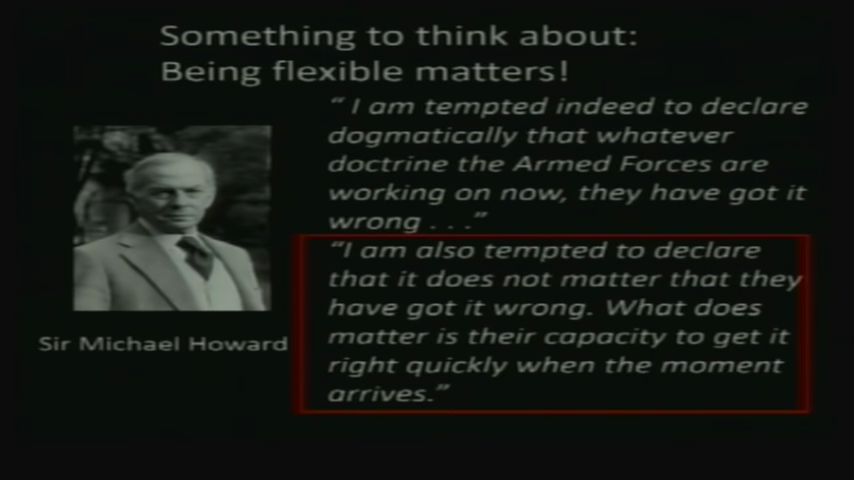 Something to think about:
Being flexible matters!
“ I am tempted indeed to declare
dogmatically that whatever
doctrine the Armed Forces are
working on now, they have got it
wrong . . .”
“I am also tempted to declare
that it does not matter that they
have got it wrong. What does
matter is their capacity to get it
right quickly when the moment
arrives.”
Sir Michael Howard